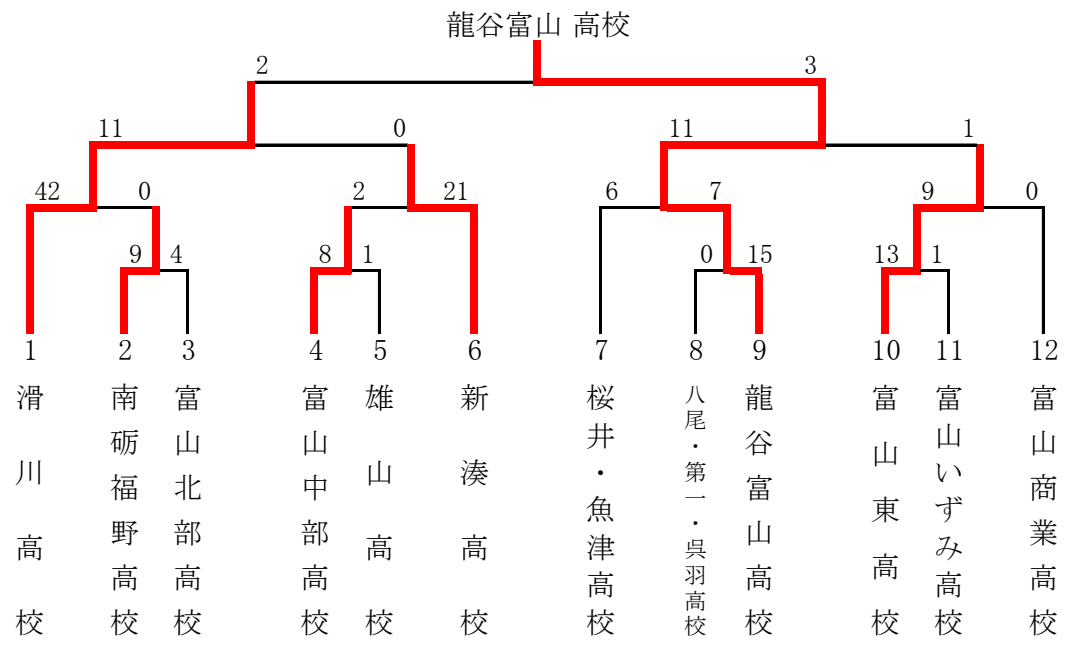 龍谷富山 高校
2 3
11 0 11 1
42 0 2 21 6 7 9 0
9 4 8 1 0 15 13 1
1 2 3 4 5 6 7 8 9 10 11 12
滑川高校
南砺福野高校
富山北部高校
富山中部高校
雄山高校
新湊高校
桜井・魚津高校
八尾・第一・呉羽高校
龍谷富山高校
富山東高校
富山いずみ高校
富山商業高校